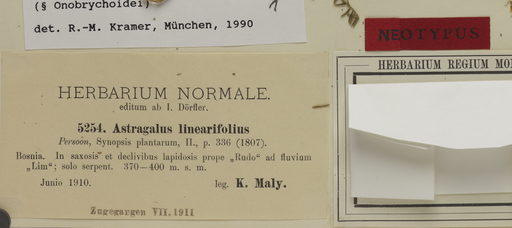 (§ Onobrychoidei)
det. R.-M. Kramer, München, 1990
1
NEOTYPUS
HERBARIUM NORMALE.
editum ab I. Dörfler.
5254. Astragalus linearifolius
Persoon, Synopsis plantarum, II., p. 336 (1807).
Bosnia. In saxosis et declivibus lapidosis prope „Rudo“ ad fluvium
„Lim“; solo serpent. 370—400 m. s. m.
Junio 1910. leg. K. Maly.
Zugegangen VII. 1911
HERBARIUM REGIUM